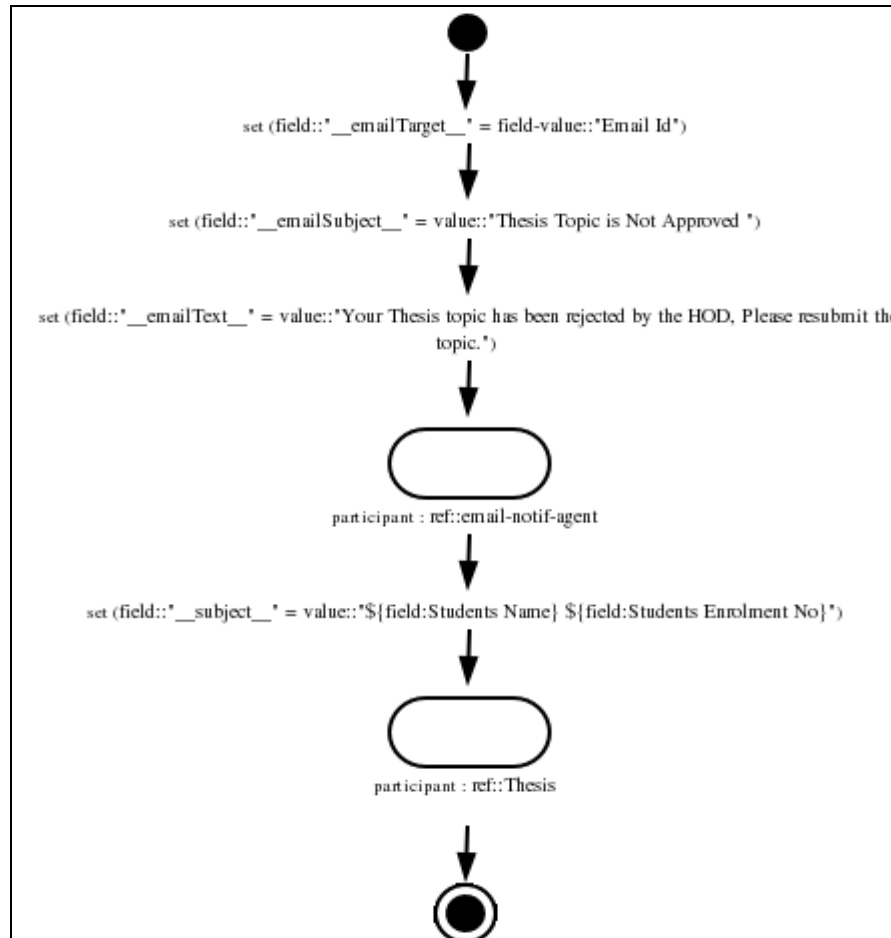 set (field::"__emailTarget__" = field-value::"Email Id")
set (field::"__emailSubject__" = value::"Thesis Topic is Not Approved ")
set (field::"__emailText__" = value::"Your Thesis topic has been rejected by the HOD, Please resubmit the
topic.")
participant : ref::email-notif-agent
set (field::"__subject__" = value::"${field:Students Name} ${field:Students Enrolment No}")
participant : ref::Thesis